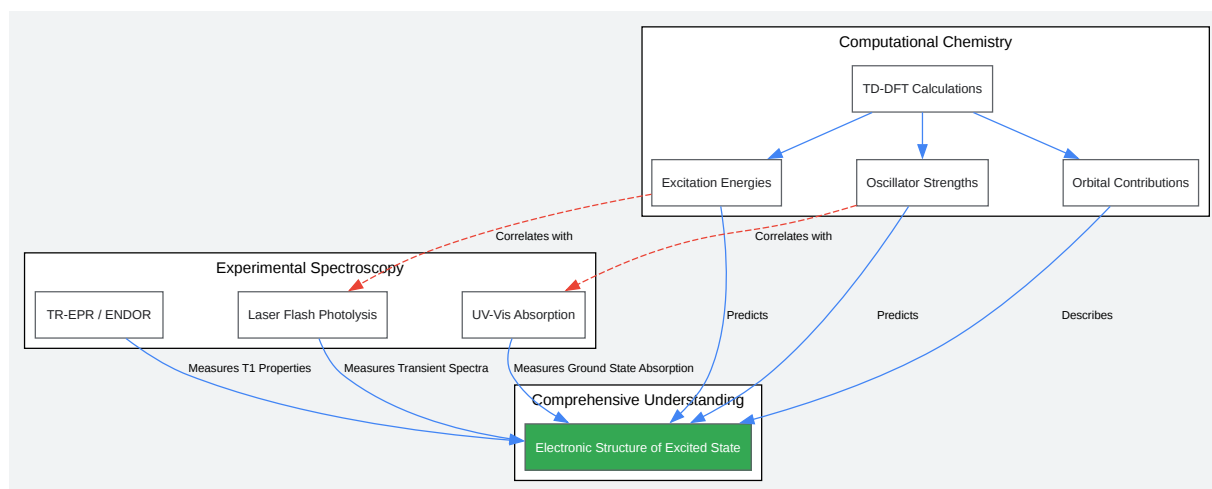 Computational Chemistry
TD-DFT Calculations
Excitation Energies
Oscillator Strengths
Orbital Contributions
Correlates with
Correlates with
Experimental Spectroscopy
TR-EPR / ENDOR
Laser Flash Photolysis
UV-Vis Absorption
Predicts
Predicts
Describes
Measures T1 Properties
Measures Transient Spectra
Measures Ground State Absorption
Comprehensive Understanding
Electronic Structure of Excited State